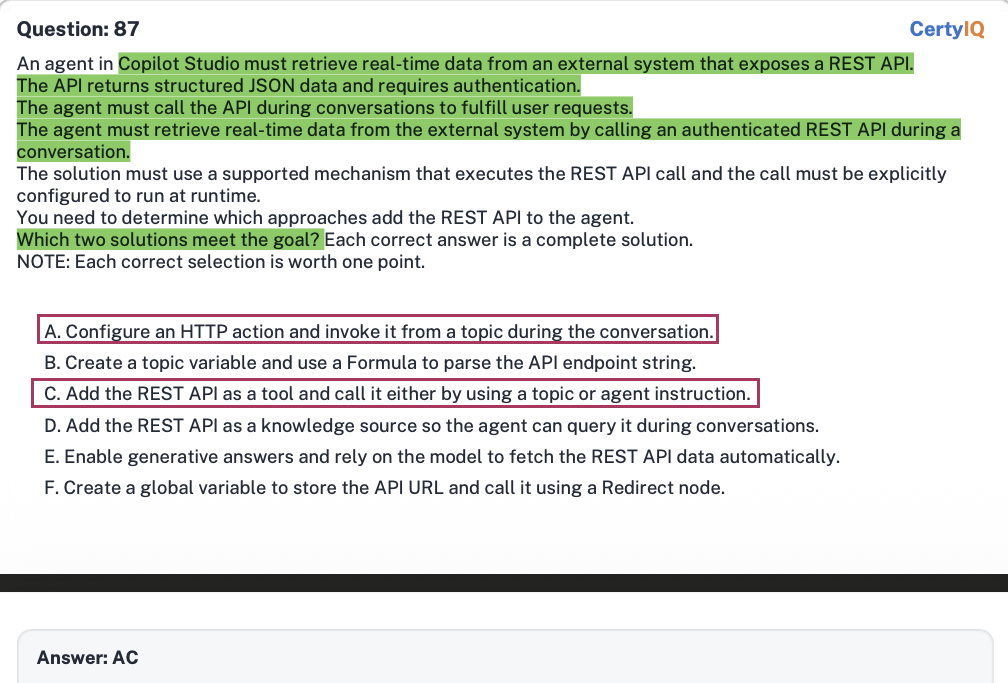 Question: 87
CertyIQ
An agent in Copilot Studio must retrieve real-time data from an external system that exposes a REST API.
The API returns structured JSON data and requires authentication.
The agent must call the API during conversations to fulfill user requests.
The agent must retrieve real-time data from the external system by calling an authenticated REST API during a
conversation.
The solution must use a supported mechanism that executes the REST API call and the call must be explicitly
configured to run at runtime.
You need to determine which approaches add the REST API to the agent.
Which two solutions meet the goal? Each correct answer is a complete solution.
NOTE: Each correct selection is worth one point.
A. Configure an HTTP action and invoke it from a topic during the conversation.
B. Create a topic variable and use a Formula to parse the API endpoint string.
C. Add the REST API as a tool and call it either by using a topic or agent instruction.
D. Add the REST API as a knowledge source so the agent can query it during conversations.
E. Enable generative answers and rely on the model to fetch the REST API data automatically.
F. Create a global variable to store the API URL and call it using a Redirect node.
Answer: AC